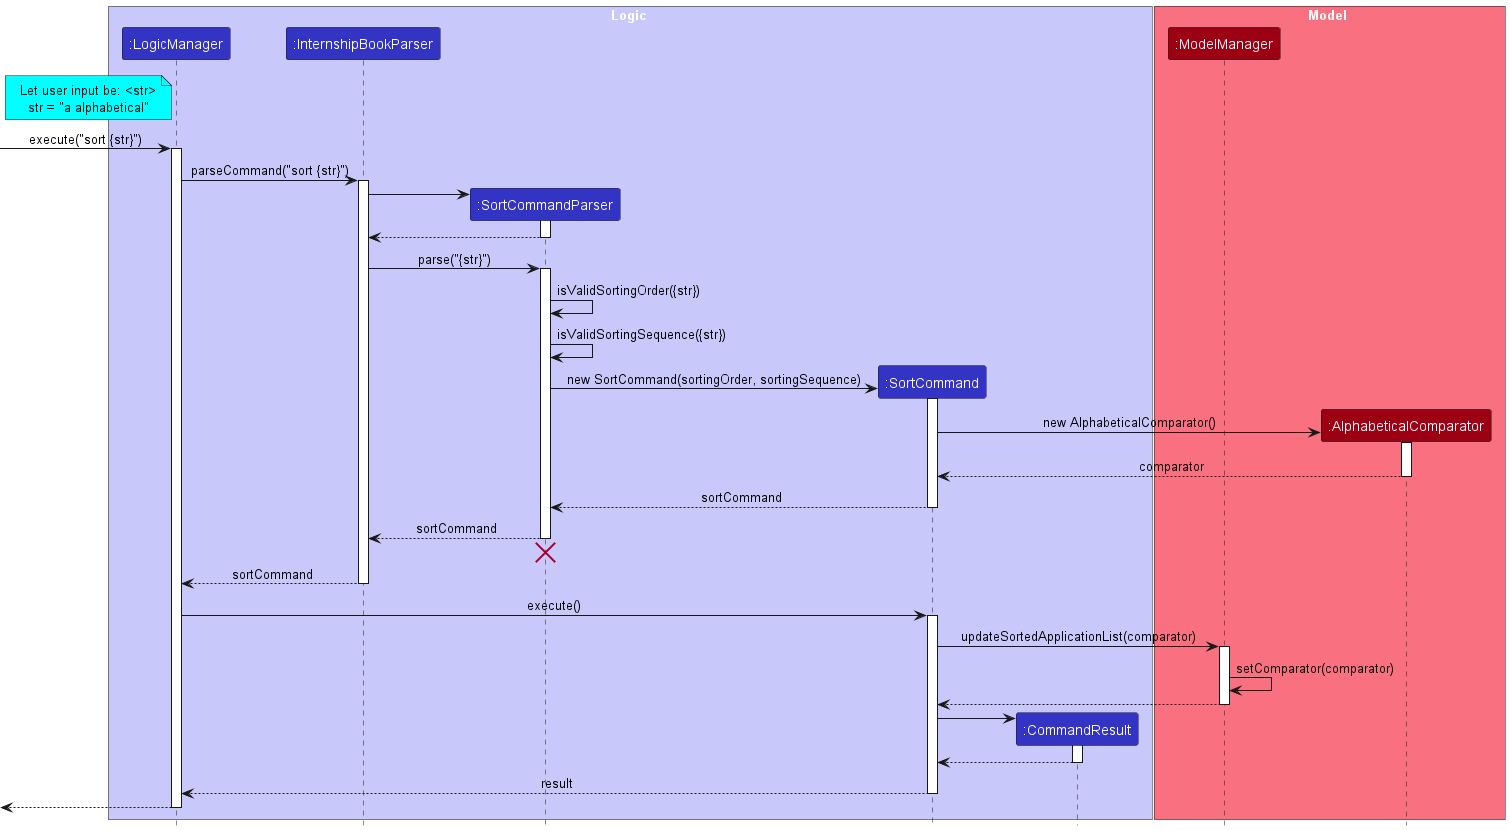 Logic
Model
:LogicManager
:InternshipBookParser
:ModelManager
Let user input be: <str>
str = "a alphabetical"
execute("sort {str}")
parseCommand("sort {str}")
:SortCommandParser
parse("{str}")
isValidSortingOrder({str})
isValidSortingSequence({str})
new SortCommand(sortingOrder, sortingSequence)
:SortCommand
new AlphabeticalComparator()
:AlphabeticalComparator
comparator
sortCommand
sortCommand
sortCommand
execute()
updateSortedApplicationList(comparator)
setComparator(comparator)
:CommandResult
result